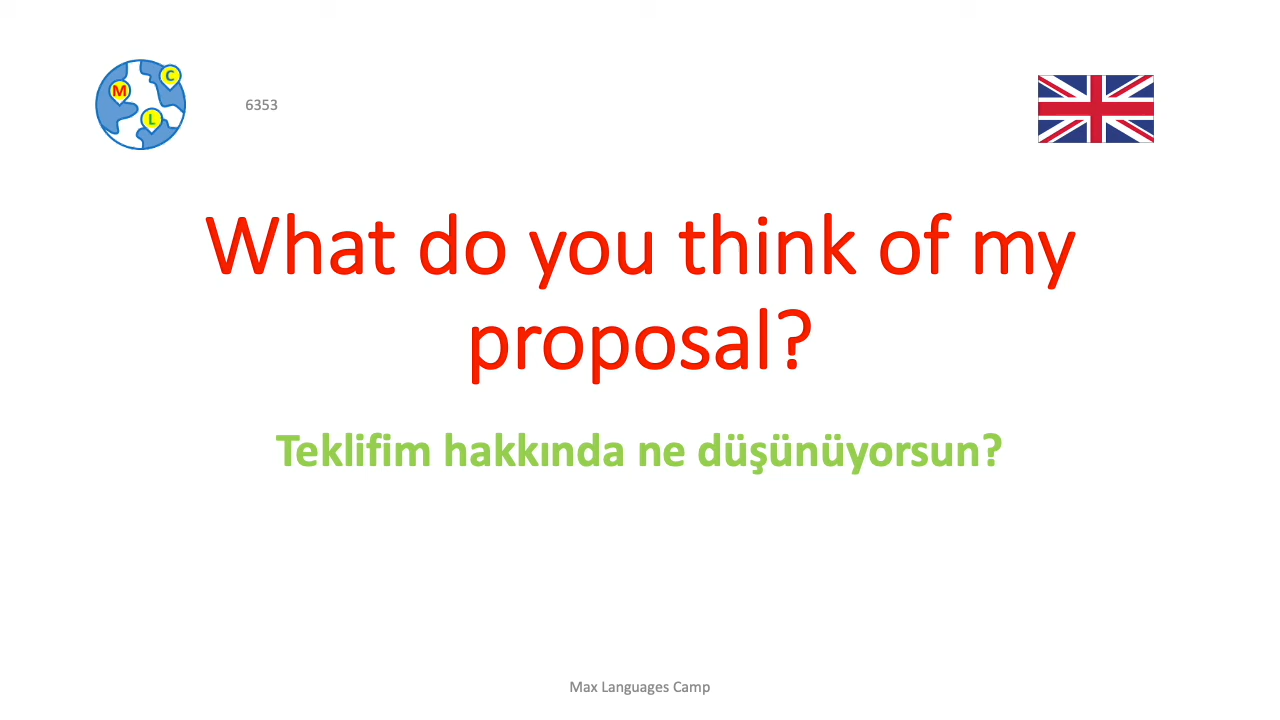 C
M
L
6353
What do you think of my
proposal?
Teklifim hakkında ne düşünüyorsun?
Max Languages Camp